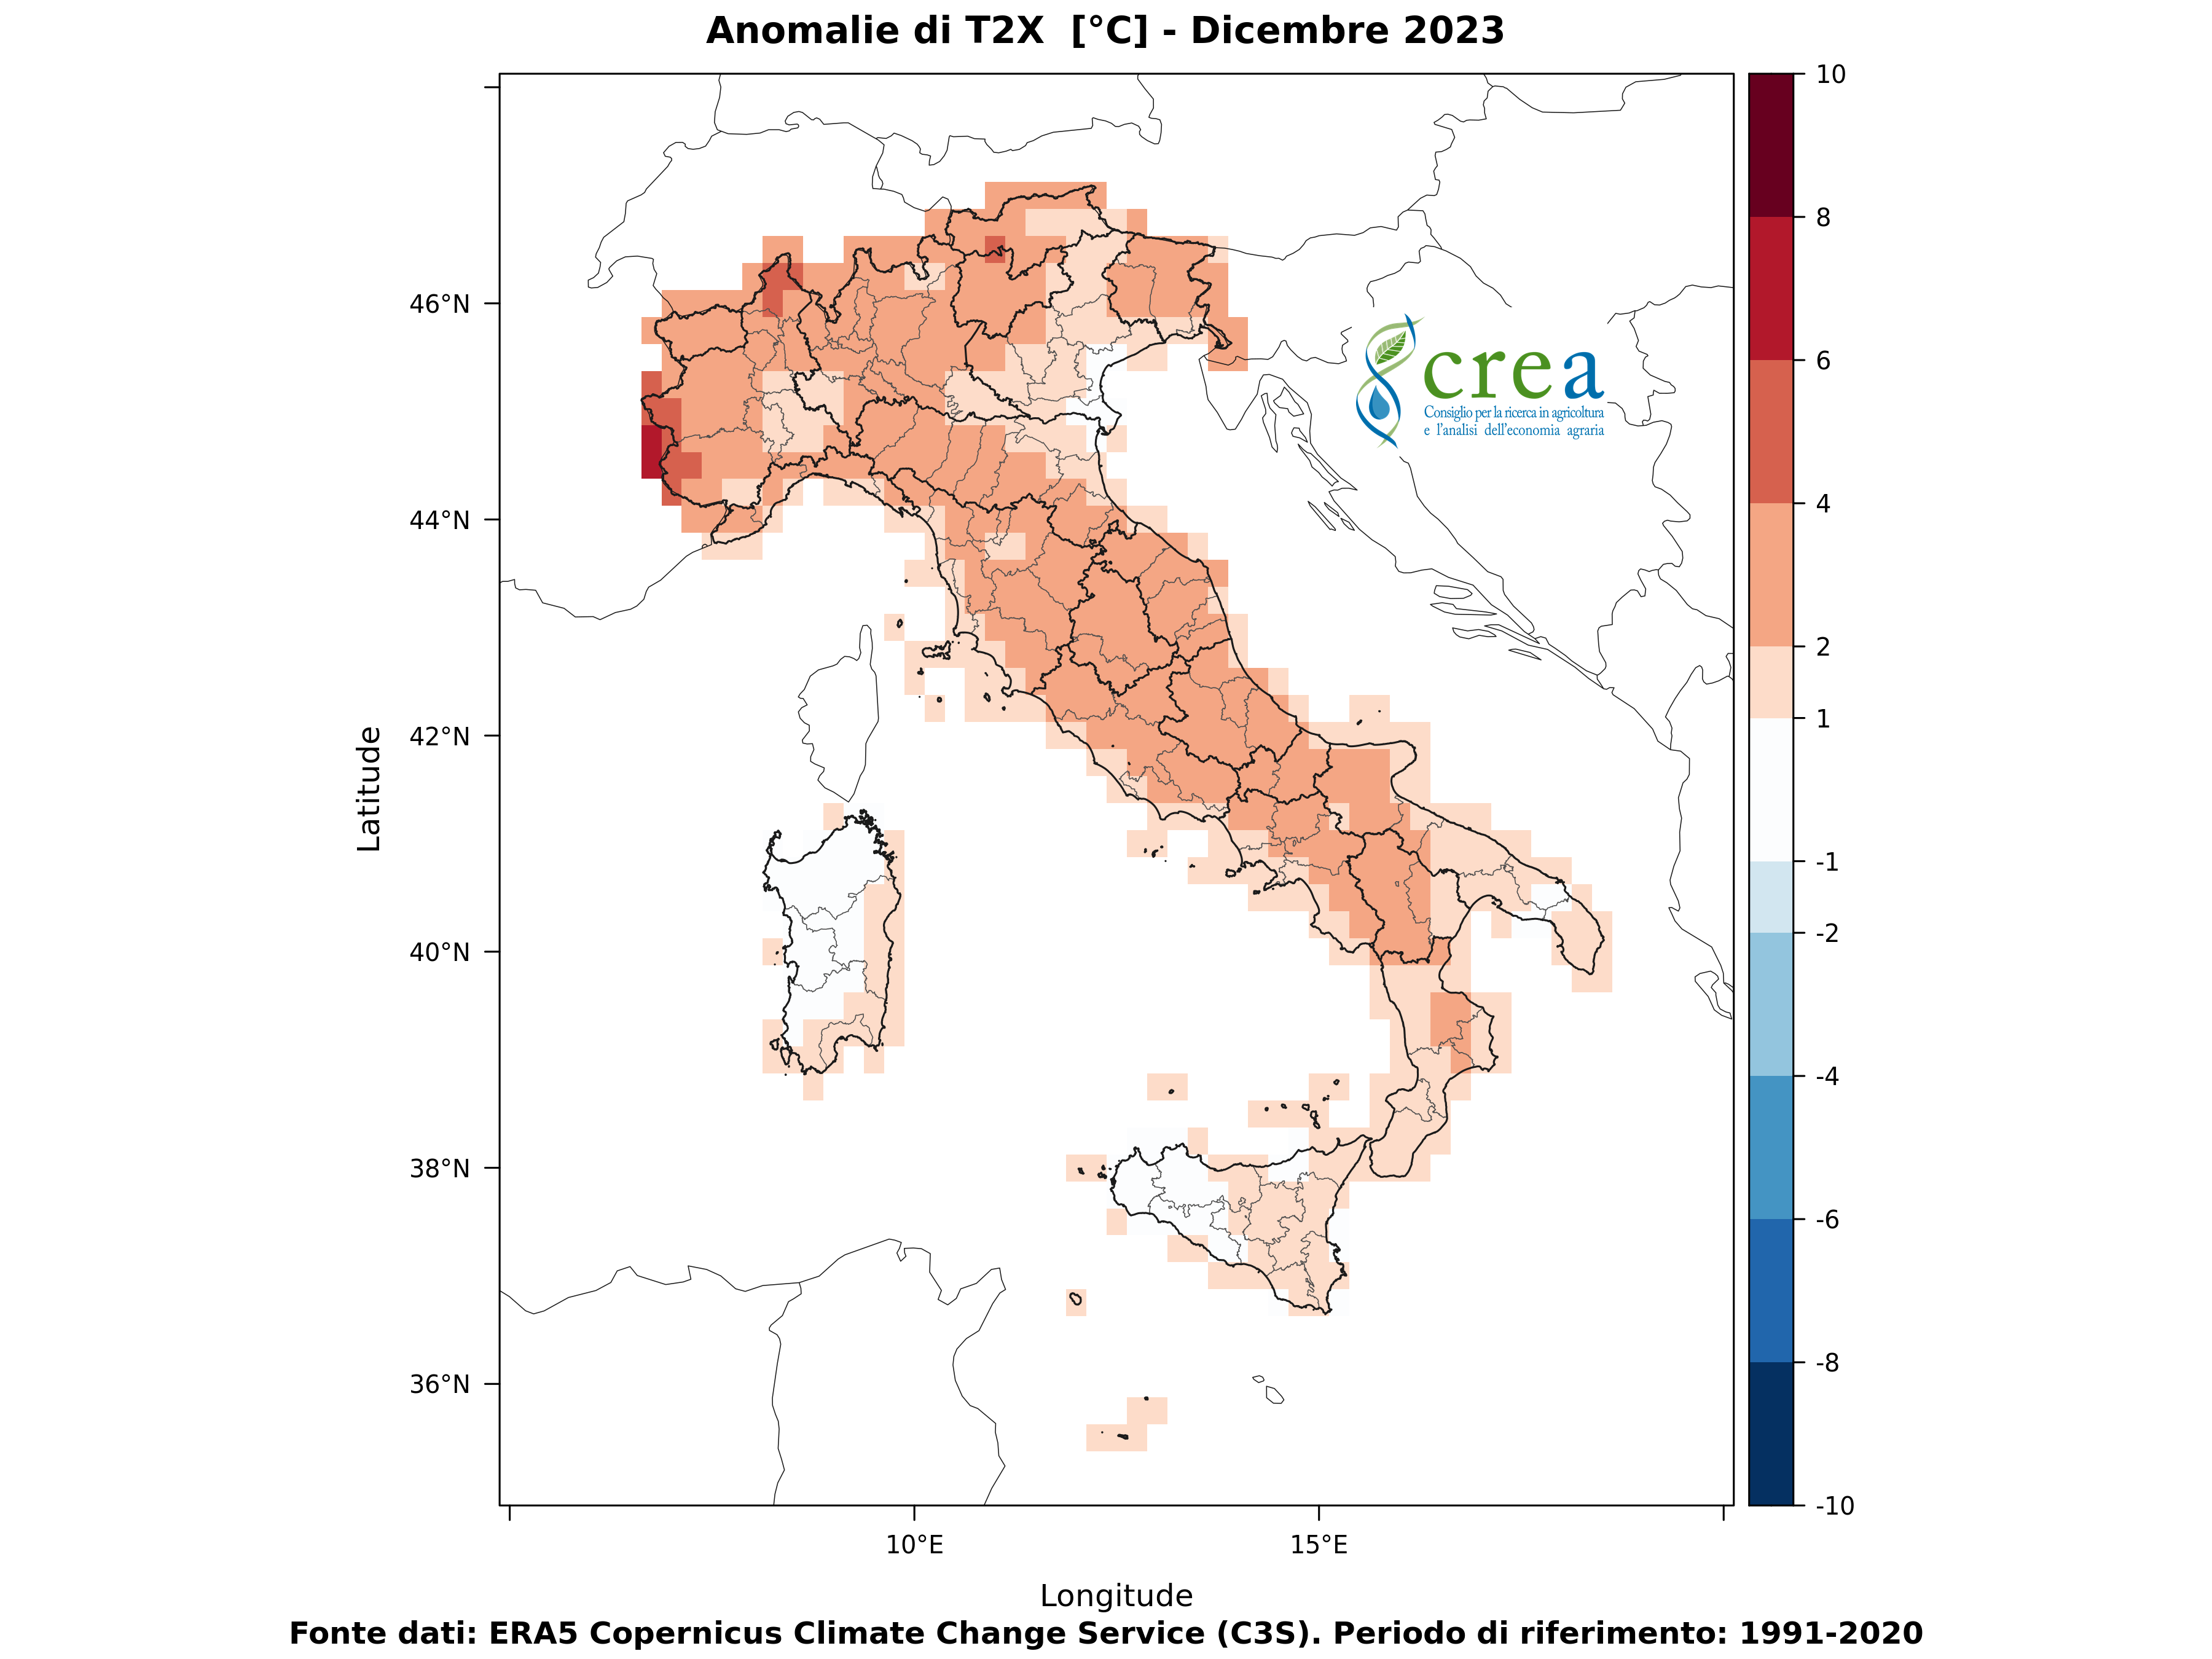 Anomalie di T2X [°C] - Dicembre 2023
10
8
6
4
2
1
-1
-2
-4
-6
-8
-10
46°N
44°N
42°N
40°N
38°N
36°N
Latitude
crea
Consiglio per la ricerca in agricoltura
e l'analisi dell'economia agraria
10°E
15°E
Longitude
Fonte dati: ERA5 Copernicus Climate Change Service (C3S). Periodo di riferimento: 1991-2020